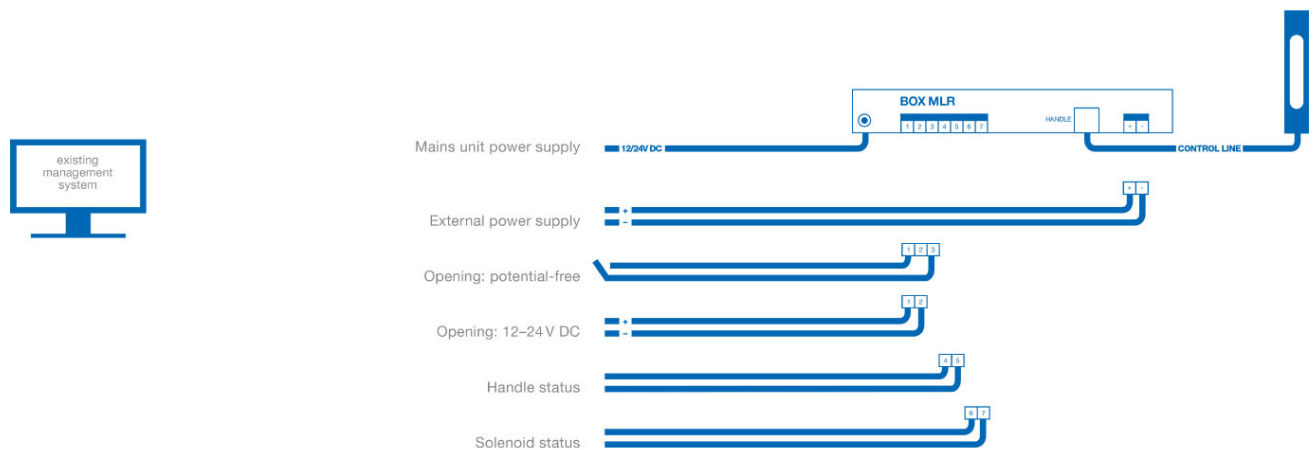 BOX MLR
1 2 3 4 5 6 7
HANDLE
+ -
existing
management
system
Mains unit power supply
12/24V DC
CONTROL LINE
+ -
External power supply
+
–
1 2 3
Opening: potential-free
1 2
Opening: 12–24 V DC
+
–
4 5
Handle status
6 7
Solenoid status